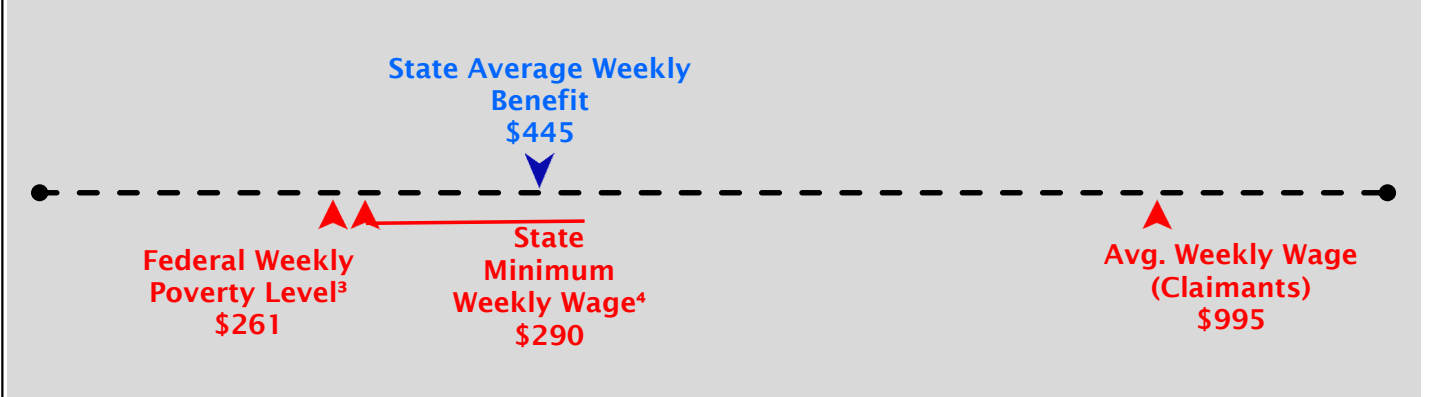 State Average Weekly
Benefit
$445
Federal Weekly
Poverty Level³
$261
State
Minimum
Weekly Wage⁴
$290
Avg. Weekly Wage
(Claimants)
$995